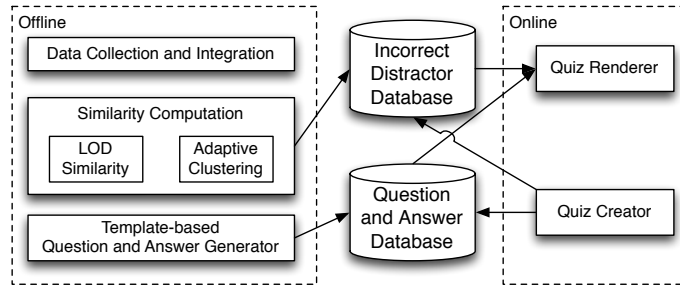 Offline
Data Collection and Integration
Similarity Computation
LOD
Similarity
Adaptive
Clustering
Template-based
Question and Answer Generator
Incorrect
Distractor
Database
Question
and Answer
Database
Online
Quiz Renderer
Quiz Creator